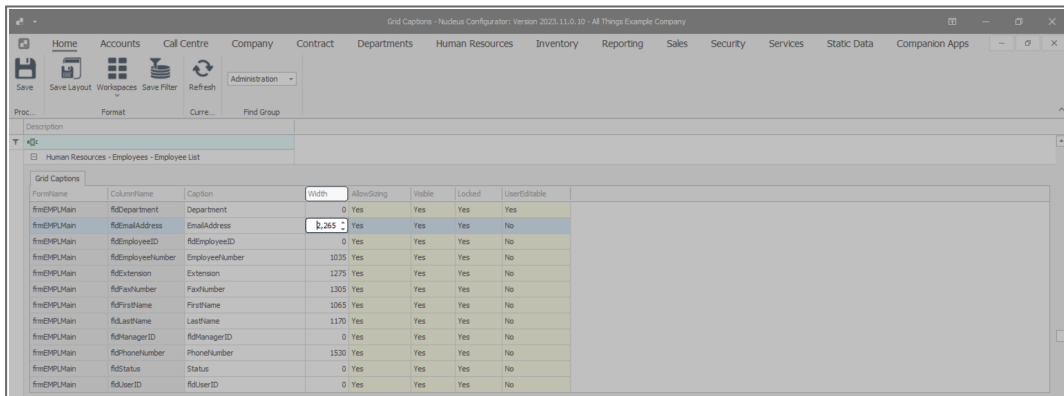 Grid Captions - Nucleus Configurator: Version 2023.11.0.10 - All Things Example Company
Home Accounts Call Centre Company Contract Departments Human Resources Inventory Reporting Sales Security Services Static Data Companion Apps
Save Save Layout Workspaces Save Filter Refresh Administration
Proc... Format Curre... Find Group
Description
Human Resources - Employees - Employee List
Grid Captions
FormName ColumnName Caption Width AllowSizing Visible Locked UserEditable
frmEMPLMain fldDepartment Department 0 Yes Yes Yes Yes
frmEMPLMain fldEmailAddress EmailAddress 2,265 Yes Yes Yes No
frmEMPLMain fldEmployeeID fldEmployeeID 0 Yes Yes Yes No
frmEMPLMain fldEmployeeNumber EmployeeNumber 1035 Yes Yes Yes No
frmEMPLMain fldExtension Extension 1275 Yes Yes Yes No
frmEMPLMain fldFaxNumber FaxNumber 1305 Yes Yes Yes No
frmEMPLMain fldFirstName FirstName 1065 Yes Yes Yes No
frmEMPLMain fldLastName LastName 1170 Yes Yes Yes No
frmEMPLMain fldManagerID fldManagerID 0 Yes Yes Yes No
frmEMPLMain fldPhoneNumber PhoneNumber 1530 Yes Yes Yes No
frmEMPLMain fldStatus Status 0 Yes Yes Yes No
frmEMPLMain fldUserID fldUserID 0 Yes Yes Yes No